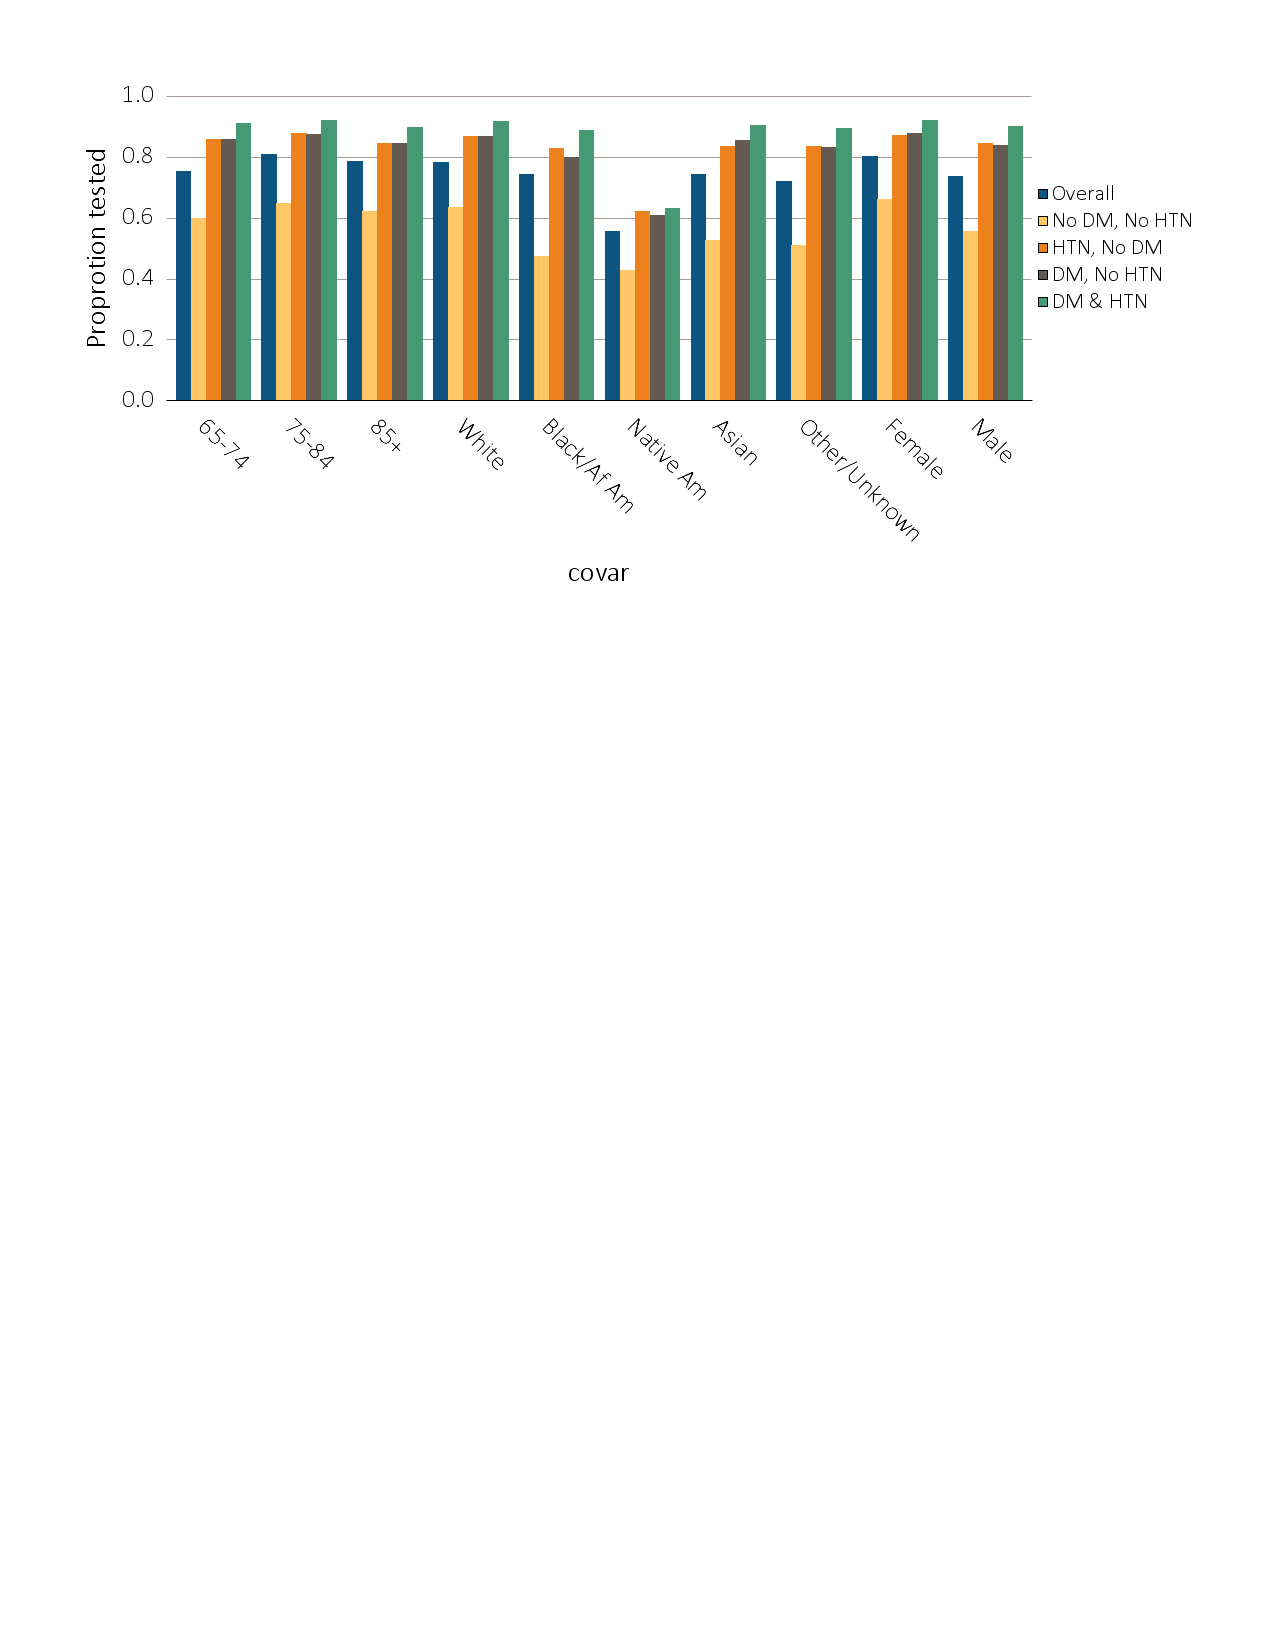 1.0
0.8
0.6
0.4
0.2
0.0
Proprotion tested
65-74
75-84
85+
White
Black/Af Am
Native Am
Asian
Other/Unknown
Female
Male
covar
Overall
No DM, No HTN
HTN, No DM
DM, No HTN
DM & HTN